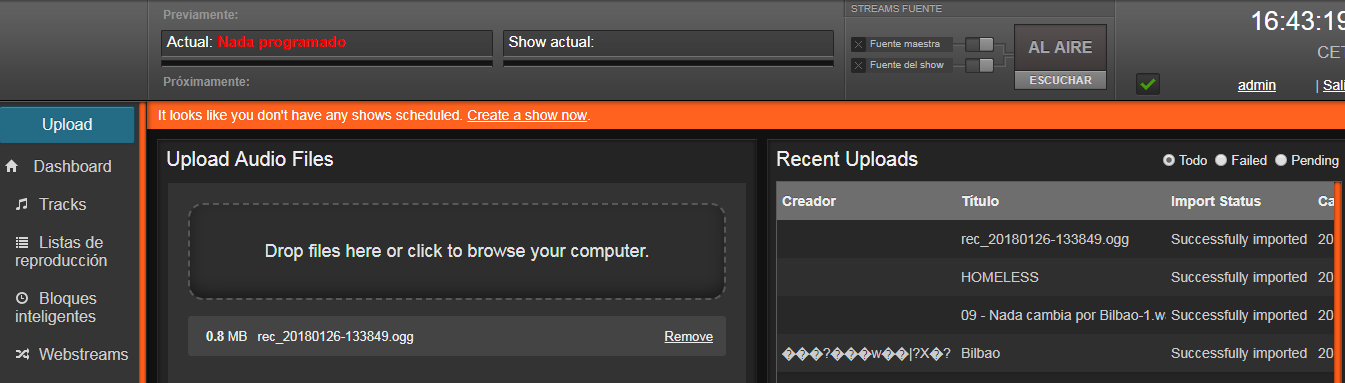 Previamente:
Actual: Nada programado
Show actual:
Próximamente:
STREAMS FUENTE
Fuente maestra
Fuente del show
AL AIRE
ESCUCHAR
16:43:19
CET
admin | Sali
Upload
Dashboard
Tracks
Listas de
reproducción
Bloques
inteligentes
Webstreams
It looks like you don't have any shows scheduled. Create a show now.
Upload Audio Files
Drop files here or click to browse your computer.
0.8 MB rec_20180126-133849.ogg Remove
Recent Uploads
Todo Failed Pending
Creador Título Import Status Ca
rec_20180126-133849.ogg Successfully imported 20
HOMELESS Successfully imported 20
09 - Nada cambia por Bilbao-1.w Successfully imported 20
���?���w��|?X�? Bilbao Successfully imported 20